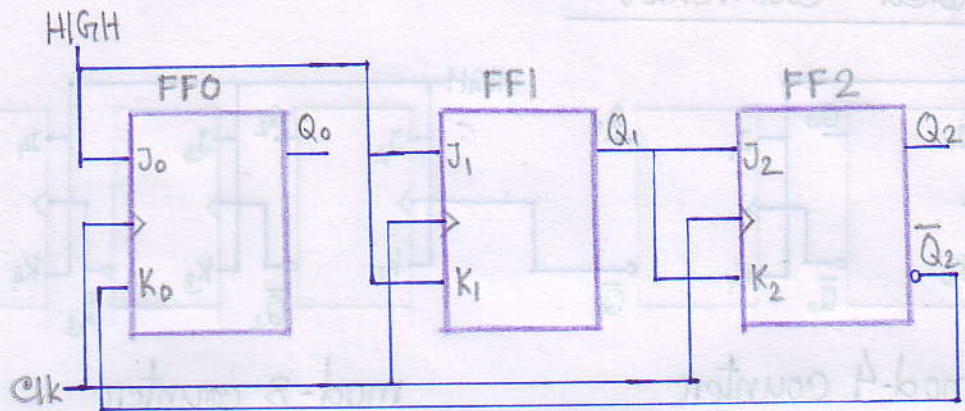 HIGH
FF0 FF1 FF2
Q₀ Q₁ Q₂
J₀ J₁ J₂
Q̅₂
K₀ K₁ K₂
Clk